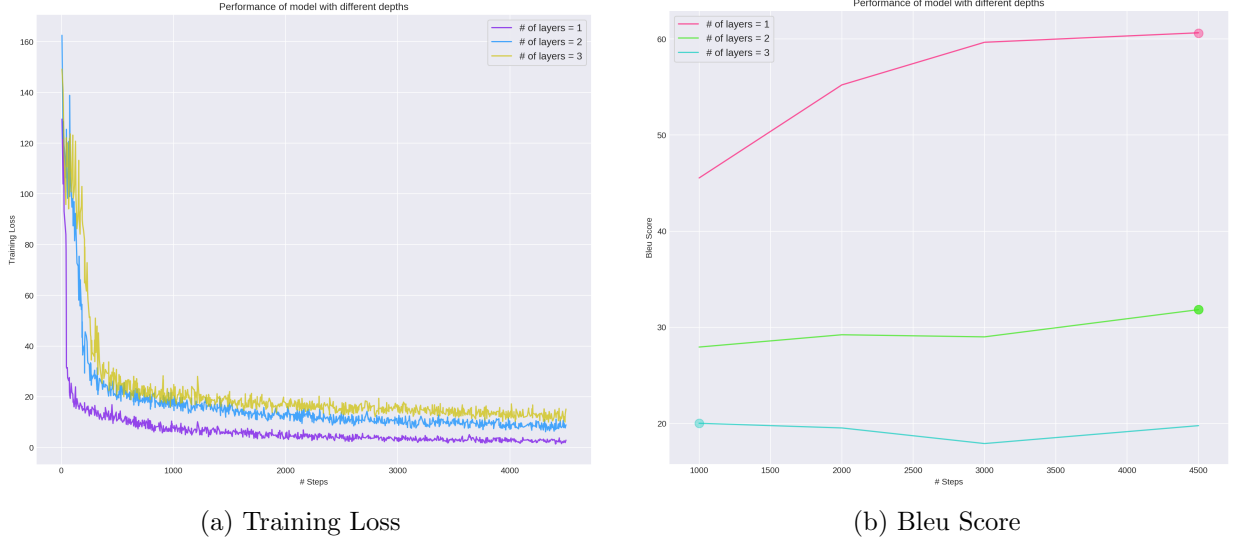 Performance of model with different depths
# of layers = 1
# of layers = 2
# of layers = 3
160
140
120
100
80
60
40
20
0
Training Loss
0
1000
2000
3000
4000
# Steps
(a) Training Loss
Performance of model with different depths
# of layers = 1
# of layers = 2
# of layers = 3
60
50
40
30
20
Bleu Score
1000
1500
2000
2500
3000
3500
4000
4500
# Steps
(b) Bleu Score